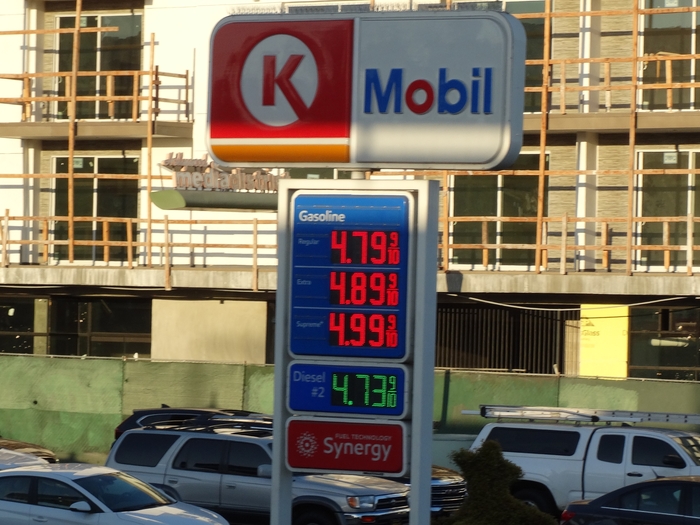 K
Mobil
Gasoline
Regular 4.79 9/10
Extra 4.89 9/10
Supreme+ 4.99 9/10
Diesel
#2 4.73 9/10
FUEL TECHNOLOGY
Synergy